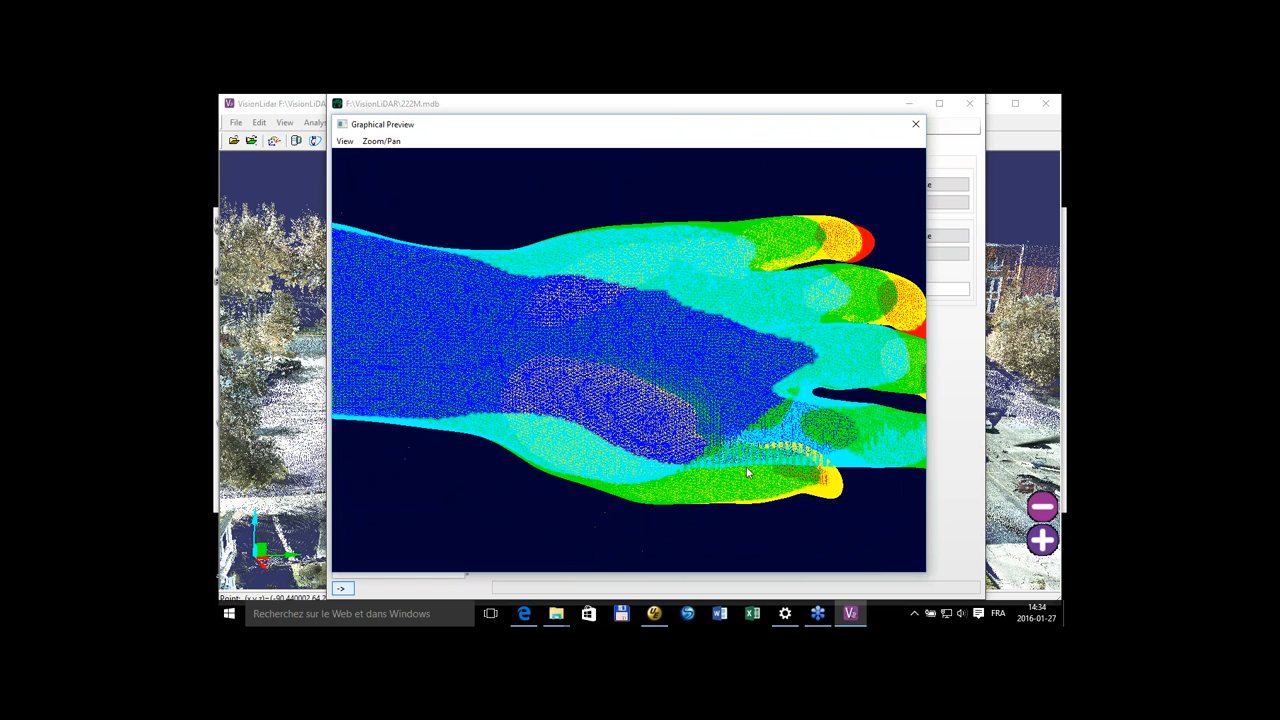 VisionLidar F:\VisionLiDA
F:\VisionLiDAR\222M.mdb
File Edit View Analys
Graphical Preview
View Zoom/Pan
->
Recherchez sur le Web et dans Windows
FRA
14:34
2016-01-27